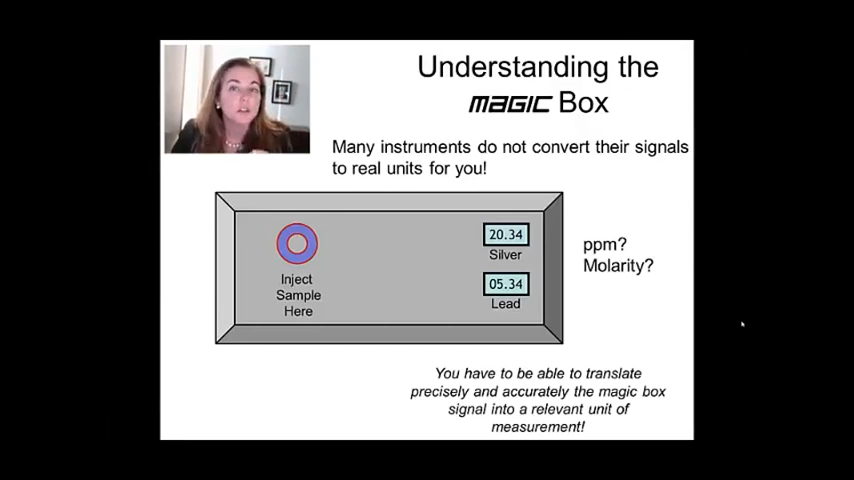 Understanding the
MAGIC Box
Many instruments do not convert their signals
to real units for you!
20.34
Silver
05.34
Lead
Inject
Sample
Here
ppm?
Molarity?
You have to be able to translate
precisely and accurately the magic box
signal into a relevant unit of
measurement!